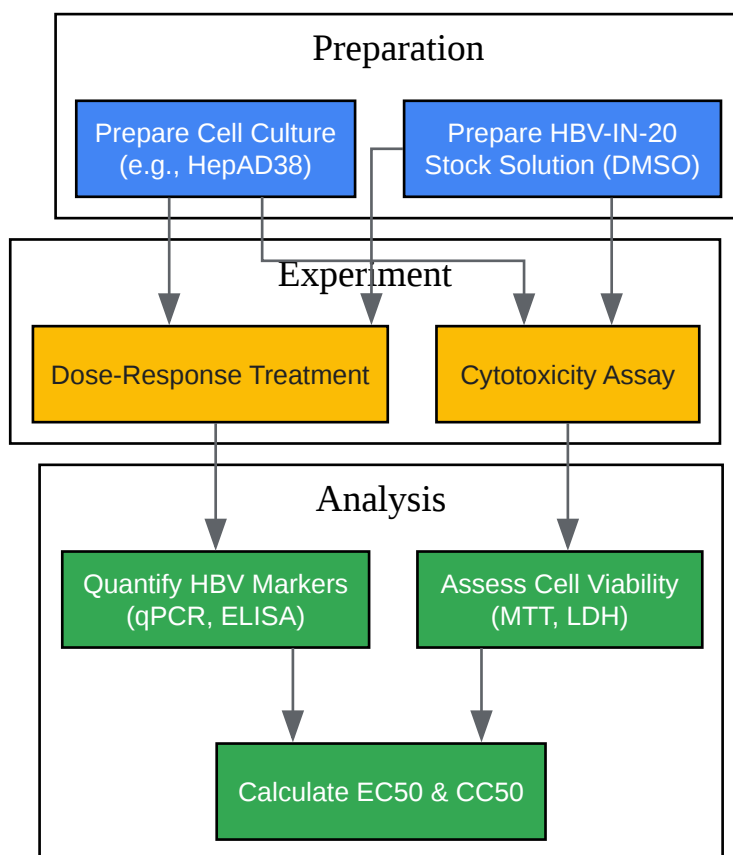 Preparation
Prepare Cell Culture
(e.g., HepAD38)
Prepare HBV-IN-20
Stock Solution (DMSO)
Experiment
Dose-Response Treatment
Cytotoxicity Assay
Analysis
Quantify HBV Markers
(qPCR, ELISA)
Assess Cell Viability
(MTT, LDH)
Calculate EC50 & CC50